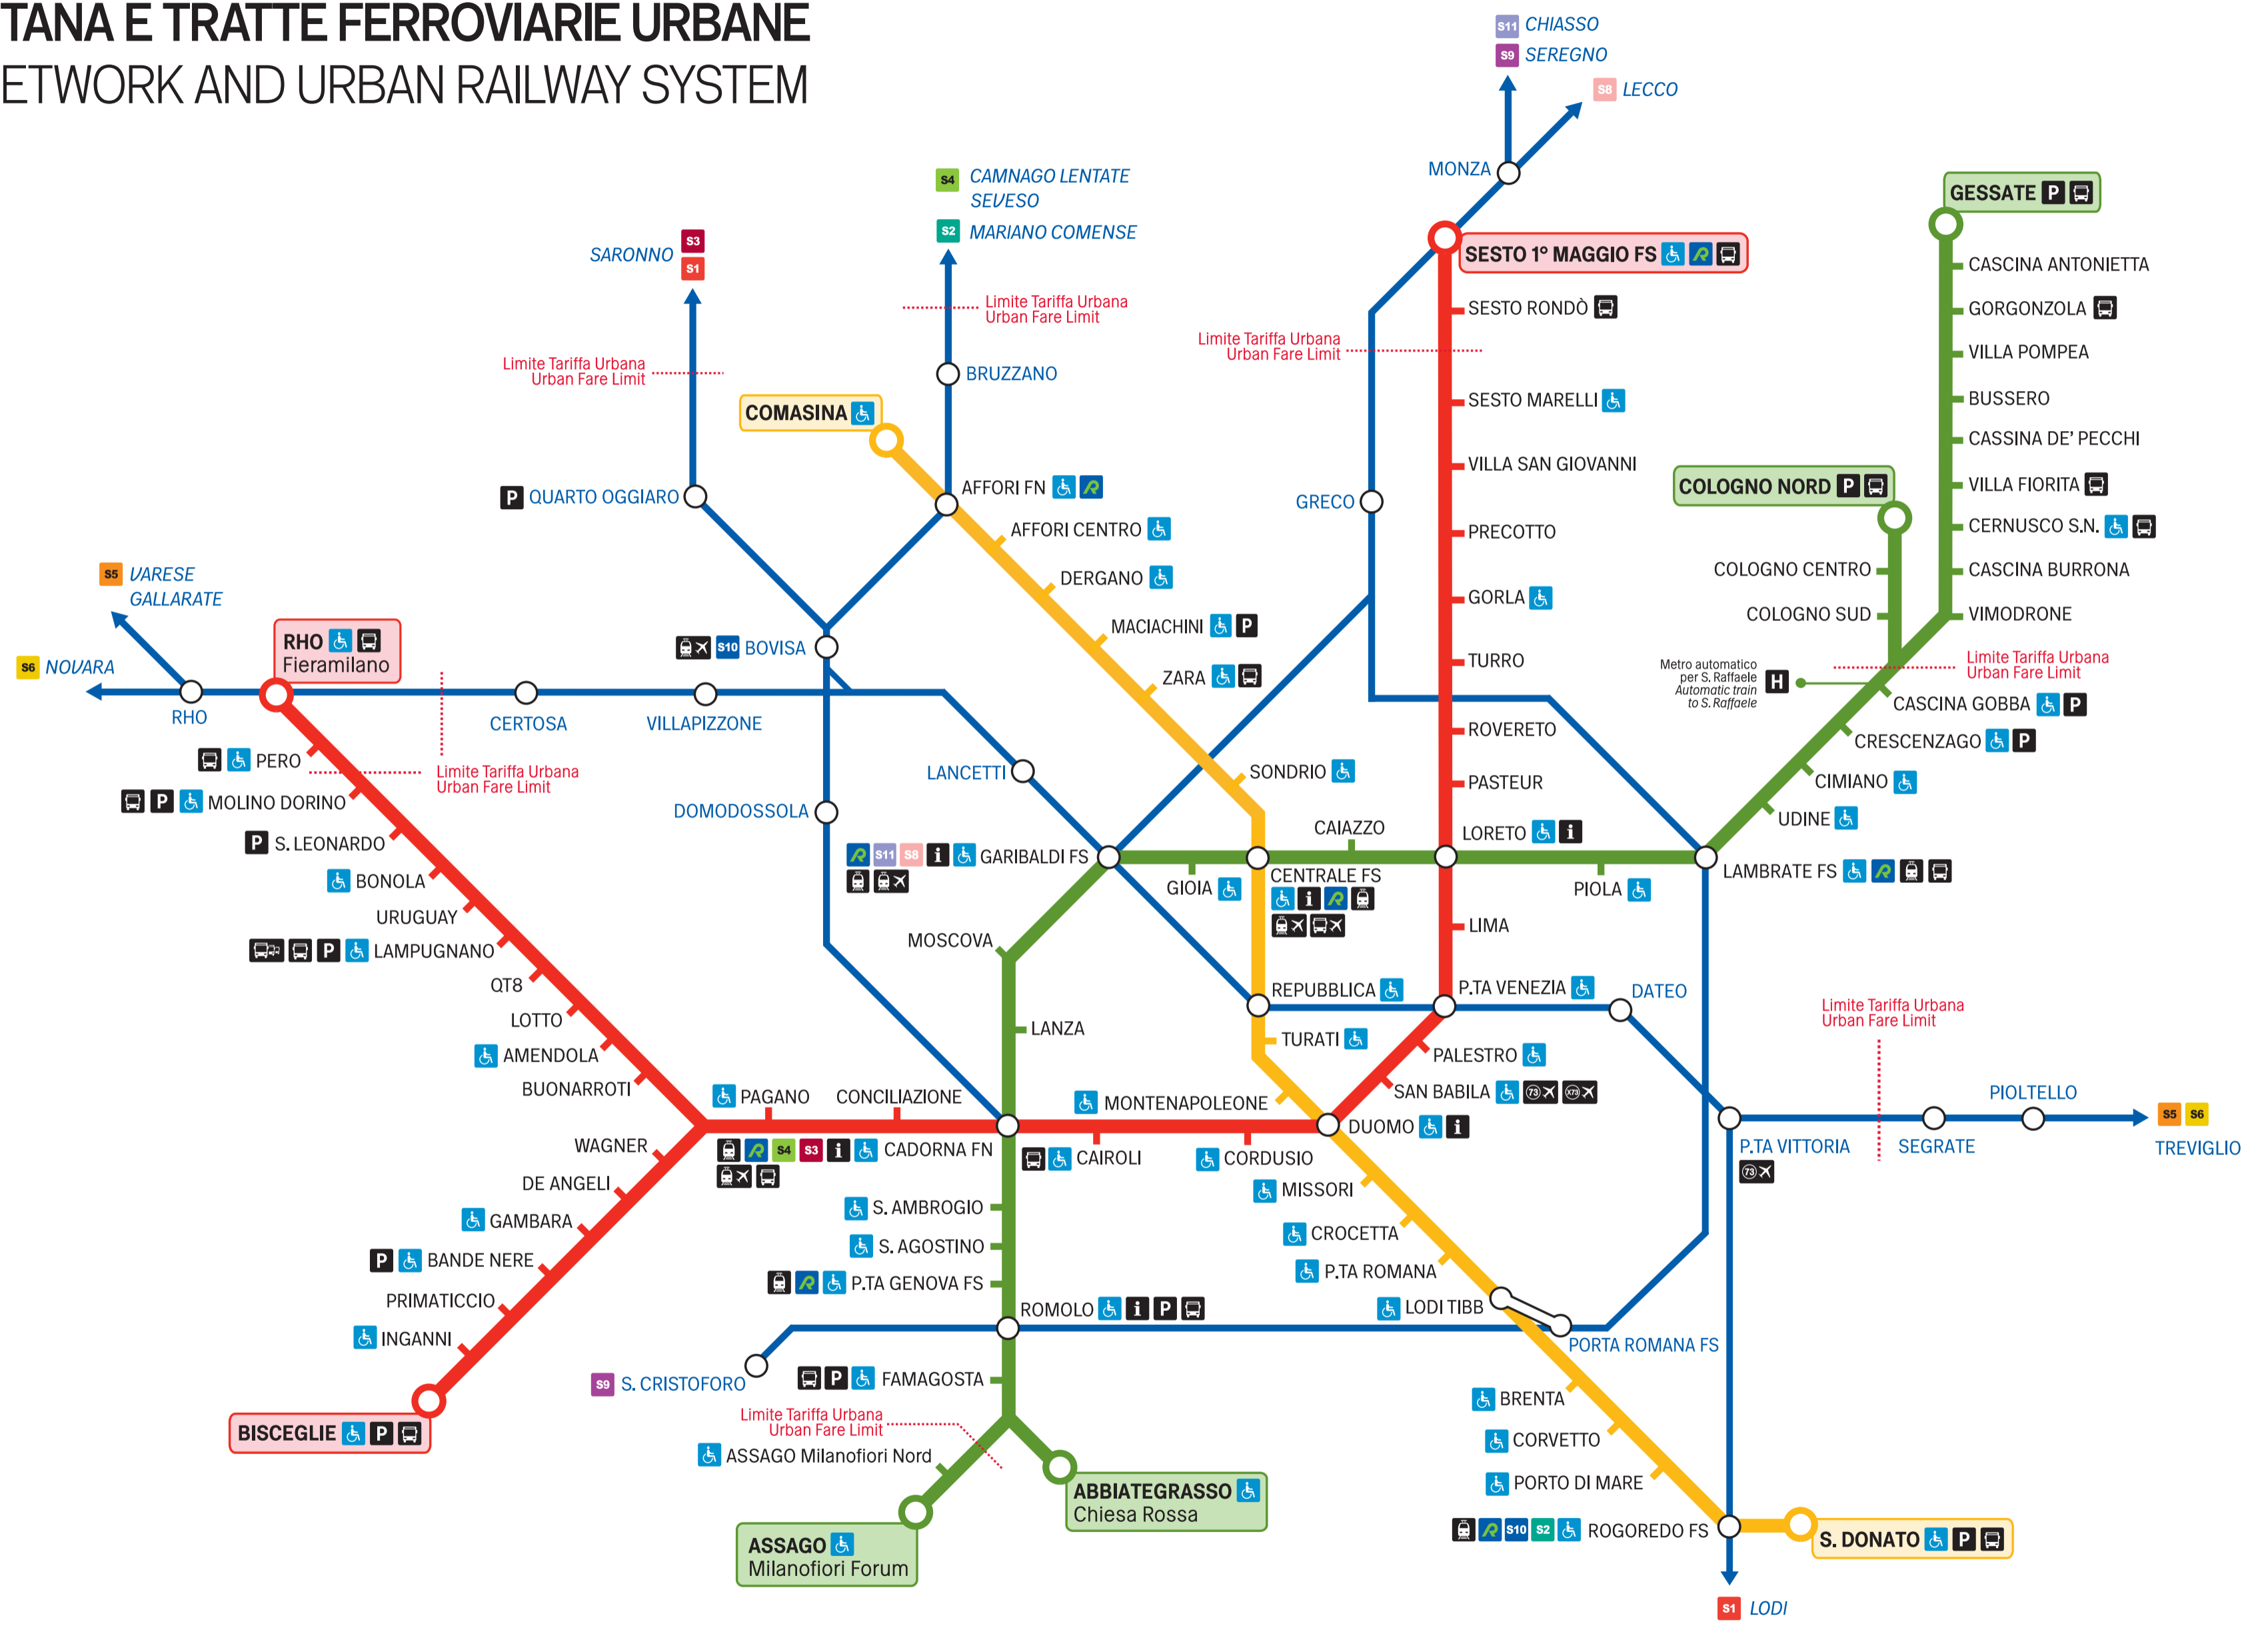 TANA E TRATTE FERROVIARIE URBANE
ETWORK AND URBAN RAILWAY SYSTEM
S11 CHIASSO
S9 SEREGNO
S8 LECCO
MONZA
S4 CAMNAGO LENTATE
SEVESO
S2 MARIANO COMENSE
GESSATE P
SARONNO S3
S1
SESTO 1° MAGGIO FS
CASCINA ANTONIETTA
Limite Tariffa Urbana
Urban Fare Limit
SESTO RONDÒ
GORGONZOLA
Limite Tariffa Urbana
Urban Fare Limit
VILLA POMPEA
Limite Tariffa Urbana
Urban Fare Limit
BRUZZANO
SESTO MARELLI
BUSSERO
COMASINA
CASSINA DE' PECCHI
VILLA SAN GIOVANNI
COLOGNO NORD P
VILLA FIORITA
P QUARTO OGGIARO
AFFORI FN
GRECO
AFFORI CENTRO
PRECOTTO
CERNUSCO S.N.
S5 VARESE
GALLARATE
DERGANO
GORLA
COLOGNO CENTRO
CASCINA BURRONA
COLOGNO SUD
VIMODRONE
RHO
Fieramilano
MACIACHINI P
S10 BOVISA
S6 NOVARA
ZARA
TURRO
Metro automatico
per S. Raffaele
Automatic train
to S. Raffaele
H
Limite Tariffa Urbana
Urban Fare Limit
RHO
CERTOSA
VILLAPIZZONE
ROVERETO
CASCINA GOBBA P
CRESCENZAGO P
PERO
Limite Tariffa Urbana
Urban Fare Limit
LANCETTI
SONDRIO
PASTEUR
CIMIANO
P MOLINO DORINO
DOMODOSSOLA
UDINE
P S. LEONARDO
S11 S8 i GARIBALDI FS
CAIAZZO
LORETO i
BONOLA
GIOIA
CENTRALE FS
i
PIOLA
LAMBRATE FS
URUGUAY
LIMA
P LAMPUGNANO
MOSCOVA
QT8
REPUBBLICA
P.TA VENEZIA
DATEO
LOTTO
LANZA
TURATI
Limite Tariffa Urbana
Urban Fare Limit
AMENDOLA
PALESTRO
BUONARROTI
PAGANO
CONCILIAZIONE
MONTENAPOLEONE
SAN BABILA 73 X73
PIOLTELLO
S5 S6
TREVIGLIO
DUOMO i
WAGNER
S4 S3 i CADORNA FN
CAIROLI
CORDUSIO
P.TA VITTORIA
73
SEGRATE
DE ANGELI
MISSORI
GAMBARA
S. AMBROGIO
CROCETTA
P BANDE NERE
S. AGOSTINO
P.TA ROMANA
PRIMATICCIO
P.TA GENOVA FS
ROMOLO i P
LODI TIBB
INGANNI
PORTA ROMANA FS
S9 S. CRISTOFORO
P FAMAGOSTA
BRENTA
BISCEGLIE P
Limite Tariffa Urbana
Urban Fare Limit
CORVETTO
ASSAGO Milanofiori Nord
PORTO DI MARE
ABBIATEGRASSO
Chiesa Rossa
S10 S2 ROGOREDO FS
S. DONATO P
ASSAGO
Milanofiori Forum
S1 LODI